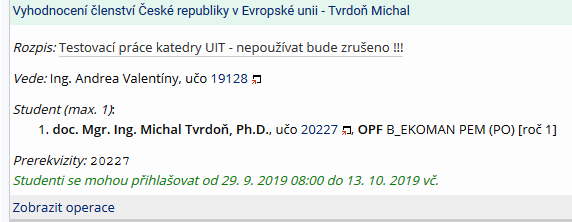 Vyhodnocení členství České republiky v Evropské unii - Tvrdoň Michal
Rozpis: Testovací práce katedry UIT - nepoužívat bude zrušeno !!!
Vede: Ing. Andrea Valentíny, učo 19128
Student (max. 1):
1. doc. Mgr. Ing. Michal Tvrdoň, Ph.D., učo 20227, OPF B_EKOMAN PEM (PO) [roč 1]
Prerekvizity: 20227
Studenti se mohou přihlašovat od 29. 9. 2019 08:00 do 13. 10. 2019 vč.
Zobrazit operace